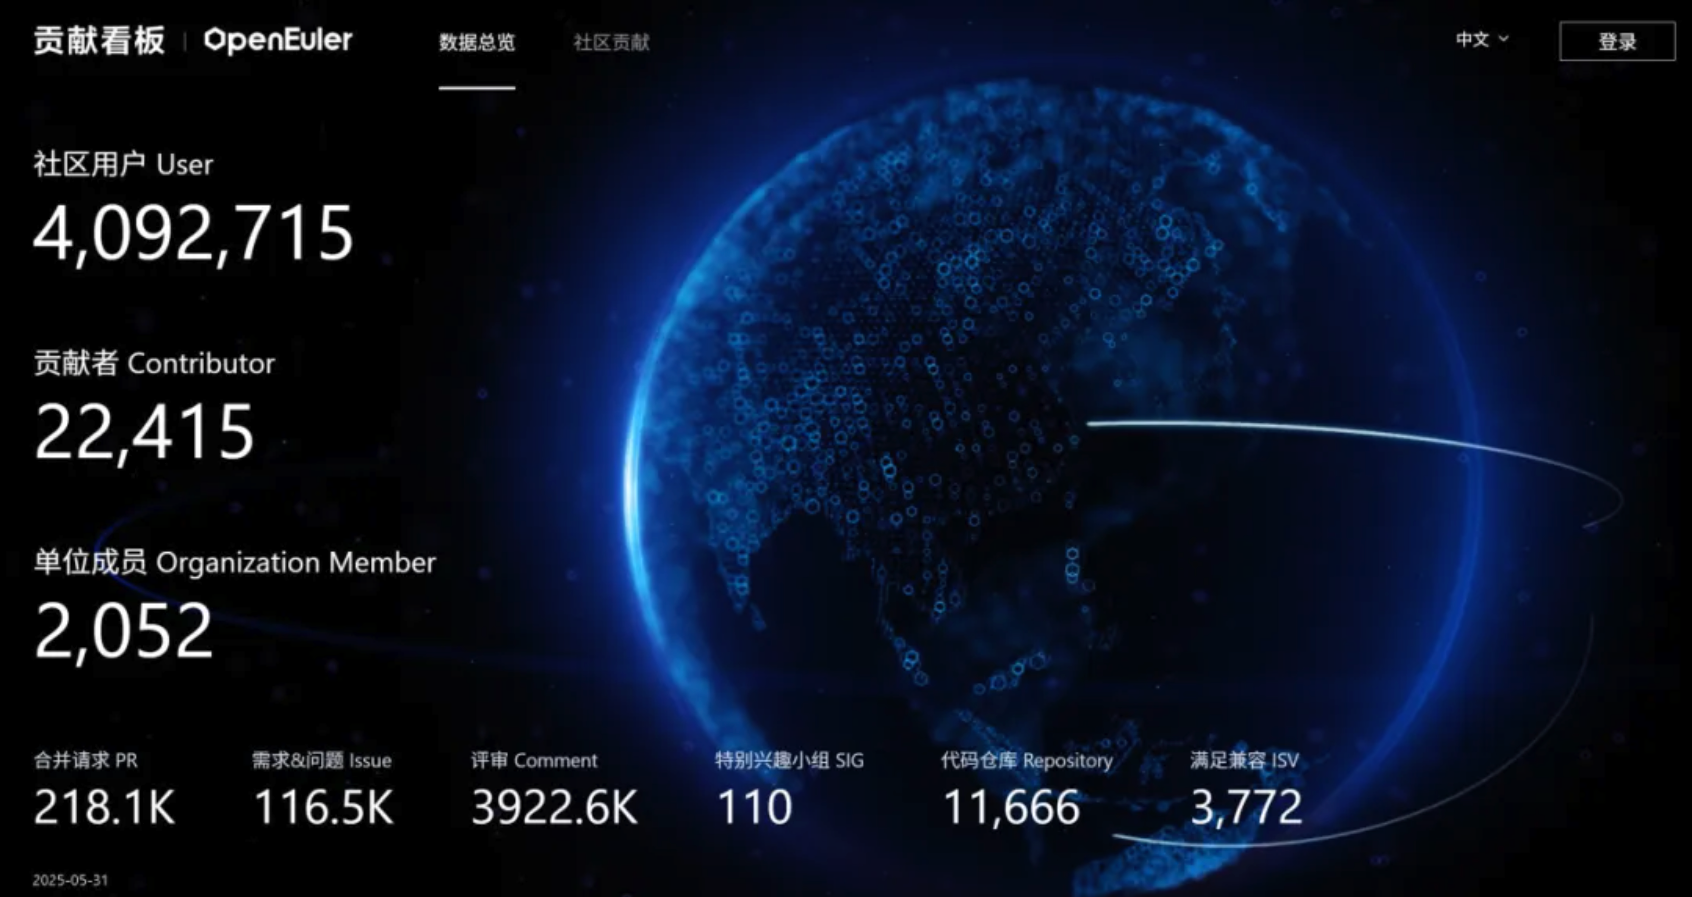 贡献看板 | OpenEuler 数据总览 社区贡献 中文 登录
社区用户 User
4,092,715
贡献者 Contributor
22,415
单位成员 Organization Member
2,052
合并请求 PR 需求&问题 Issue 评审 Comment 特别兴趣小组 SIG 代码仓库 Repository 满足兼容 ISV
218.1K 116.5K 3922.6K 110 11,666 3,772
2025-05-31